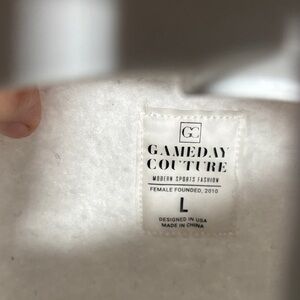 GC
GAMEDAY
COUTURE
MODERN SPORTS FASHION
FEMALE FOUNDED, 2010
L
DESIGNED IN USA
MADE IN CHINA